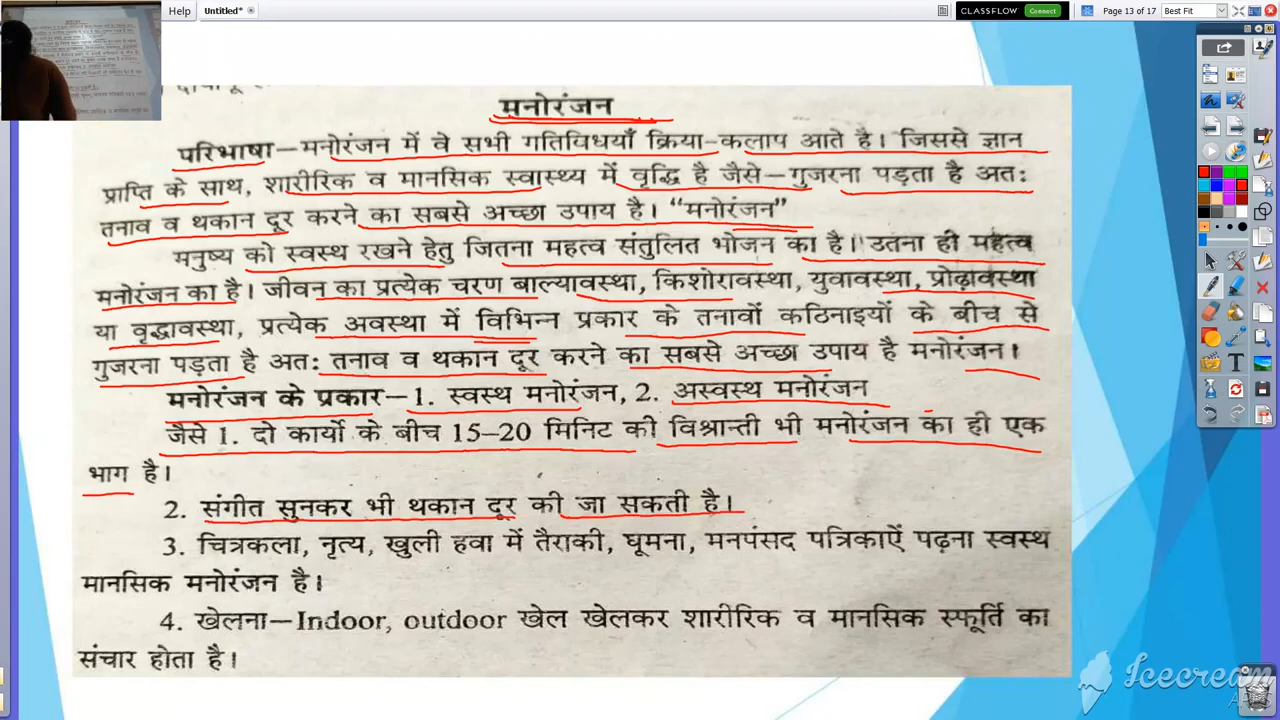 Help Untitled* CLASSFLOW Connect Page 13 of 17 Best Fit
मनोरंजन
परिभाषा–मनोरंजन में वे सभी गतिविधयाँ क्रिया-कलाप आते है। जिससे ज्ञान
प्राप्ति के साथ, शारीरिक व मानसिक स्वास्थ्य में वृद्धि है जैसे–गुजरना पड़ता है अतः
तनाव व थकान दूर करने का सबसे अच्छा उपाय है। “मनोरंजन”
मनुष्य को स्वस्थ रखने हेतु जितना महत्व संतुलित भोजन का है। उतना ही महत्व
मनोरंजन का है। जीवन का प्रत्येक चरण बाल्यावस्था, किशोरावस्था, युवावस्था, प्रोढ़ावस्था
या वृद्धावस्था, प्रत्येक अवस्था में विभिन्न प्रकार के तनावों कठिनाइयों के बीच से
गुजरना पड़ता है अतः तनाव व थकान दूर करने का सबसे अच्छा उपाय है मनोरंजन।
मनोरंजन के प्रकार–1. स्वस्थ मनोरंजन, 2. अस्वस्थ मनोरंजन
जैसे 1. दो कार्यो के बीच 15–20 मिनिट की विश्रान्ती भी मनोरंजन का ही एक
भाग है।
2. संगीत सुनकर भी थकान दूर की जा सकती है।
3. चित्रकला, नृत्य, खुली हवा में तैराकी, घूमना, मनपंसद पत्रिकाऐं पढ़ना स्वस्थ
मानसिक मनोरंजन है।
4. खेलना–Indoor, outdoor खेल खेलकर शारीरिक व मानसिक स्फूर्ति का
संचार होता है।
Icecream
APPS